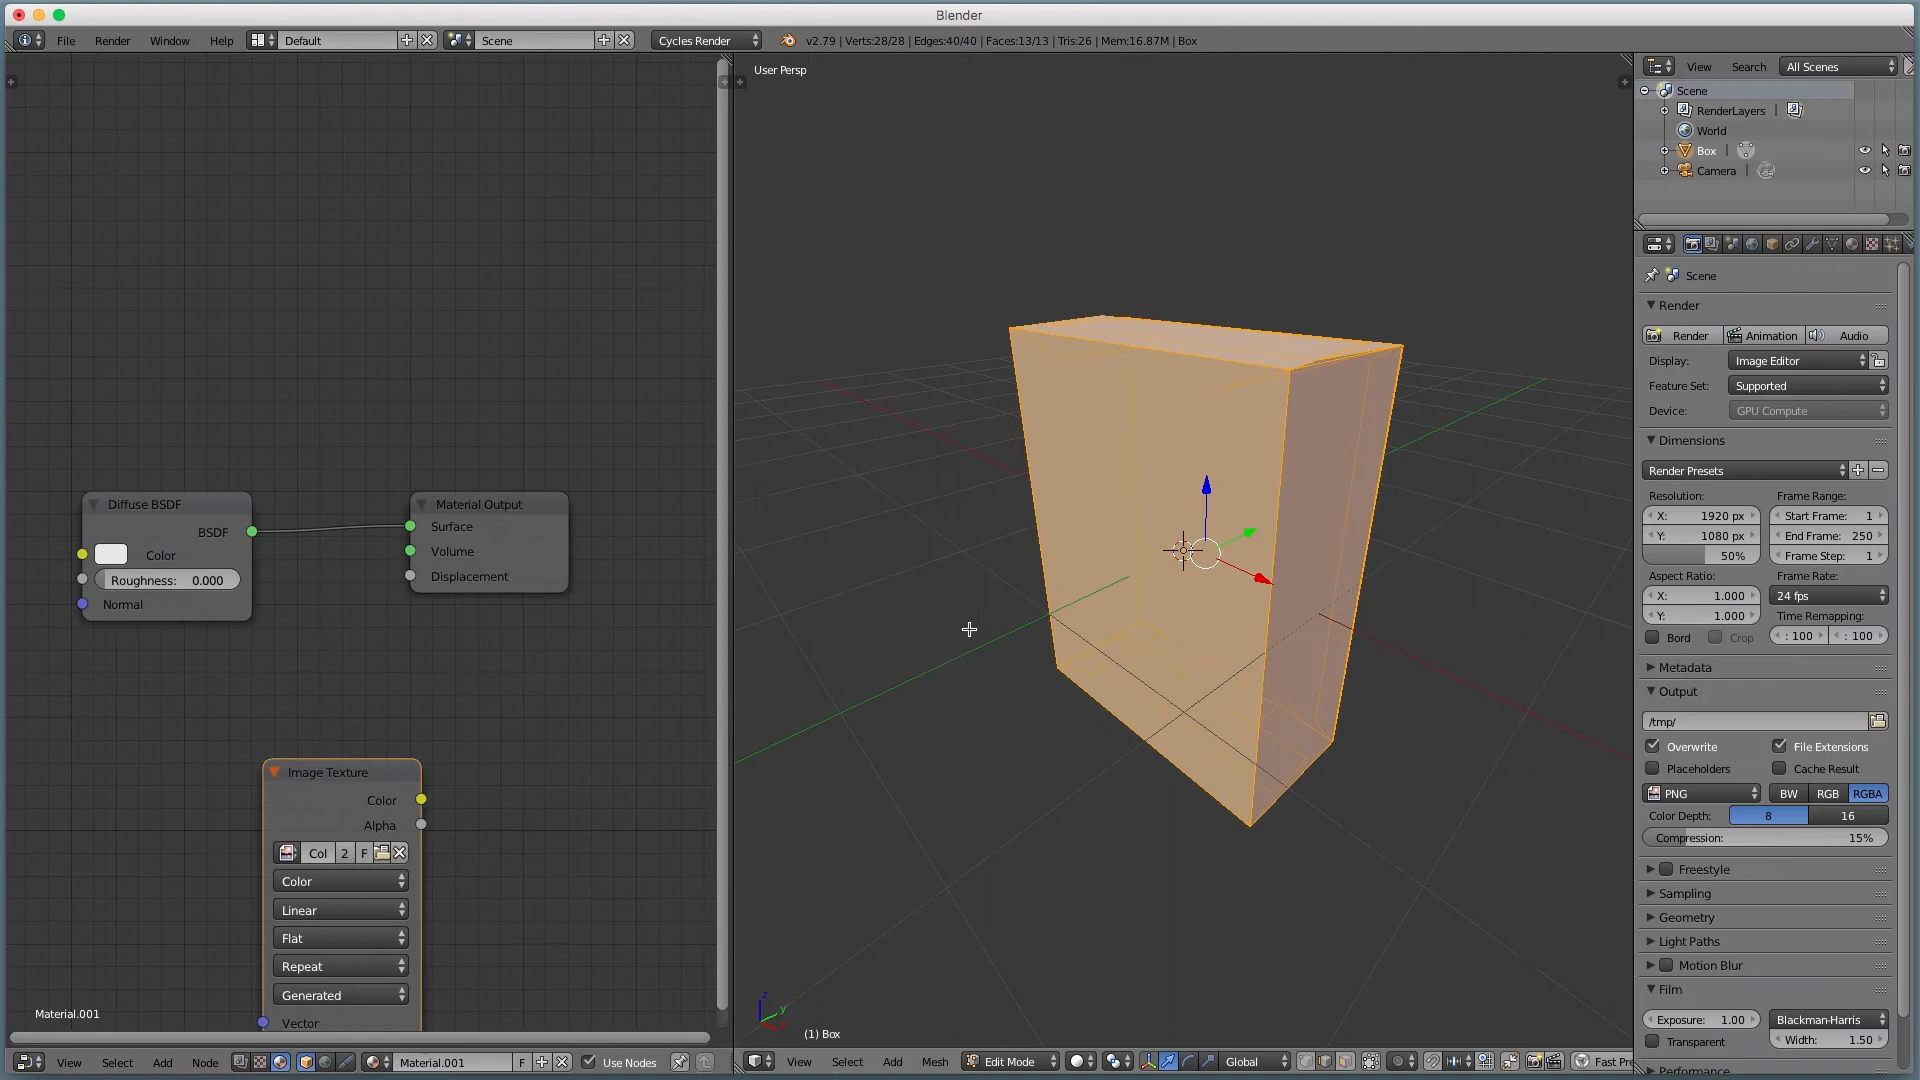 Blender
File Render Window Help Default Scene Cycles Render v2.79 | Verts:28/28 | Edges:40/40 | Faces:13/13 | Tris:26 | Mem:16.87M | Box
User Persp
View Search All Scenes
Scene
RenderLayers |
World
Box |
Camera |
Scene
Render
Render Animation Audio
Display: Image Editor
Feature Set: Supported
Device: GPU Compute
Dimensions
Render Presets
Resolution: Frame Range:
X: 1920 px Start Frame: 1
Y: 1080 px End Frame: 250
50% Frame Step: 1
Aspect Ratio: Frame Rate:
X: 1.000 24 fps
Y: 1.000 Time Remapping:
Bord Crop : 100 : 100
Metadata
Output
/tmp/
Overwrite File Extensions
Placeholders Cache Result
PNG BW RGB RGBA
Color Depth: 8 16
Compression: 15%
Freestyle
Sampling
Geometry
Light Paths
Motion Blur
Film
Exposure: 1.00 Blackman-Harris
Transparent Width: 1.50
Performance
Diffuse BSDF
BSDF
Color
Roughness: 0.000
Normal
Material Output
Surface
Volume
Displacement
Image Texture
Color
Alpha
Col 2 F
Color
Linear
Flat
Repeat
Generated
Vector
Material.001
z
y
x
(1) Box
View Select Add Node Material.001 F Use Nodes
View Select Add Mesh Edit Mode Global Fast Pre